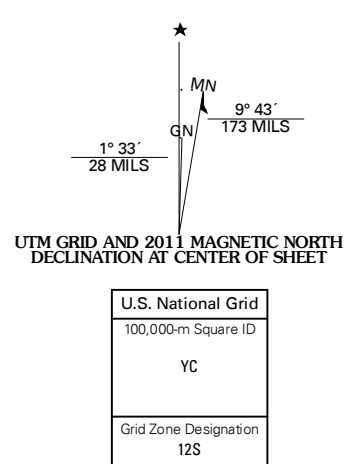 ★
MN
9° 43´
173 MILS
GN
1° 33´
28 MILS
UTM GRID AND 2011 MAGNETIC NORTH
DECLINATION AT CENTER OF SHEET
U.S. National Grid
100,000-m Square ID
YC
Grid Zone Designation
12S